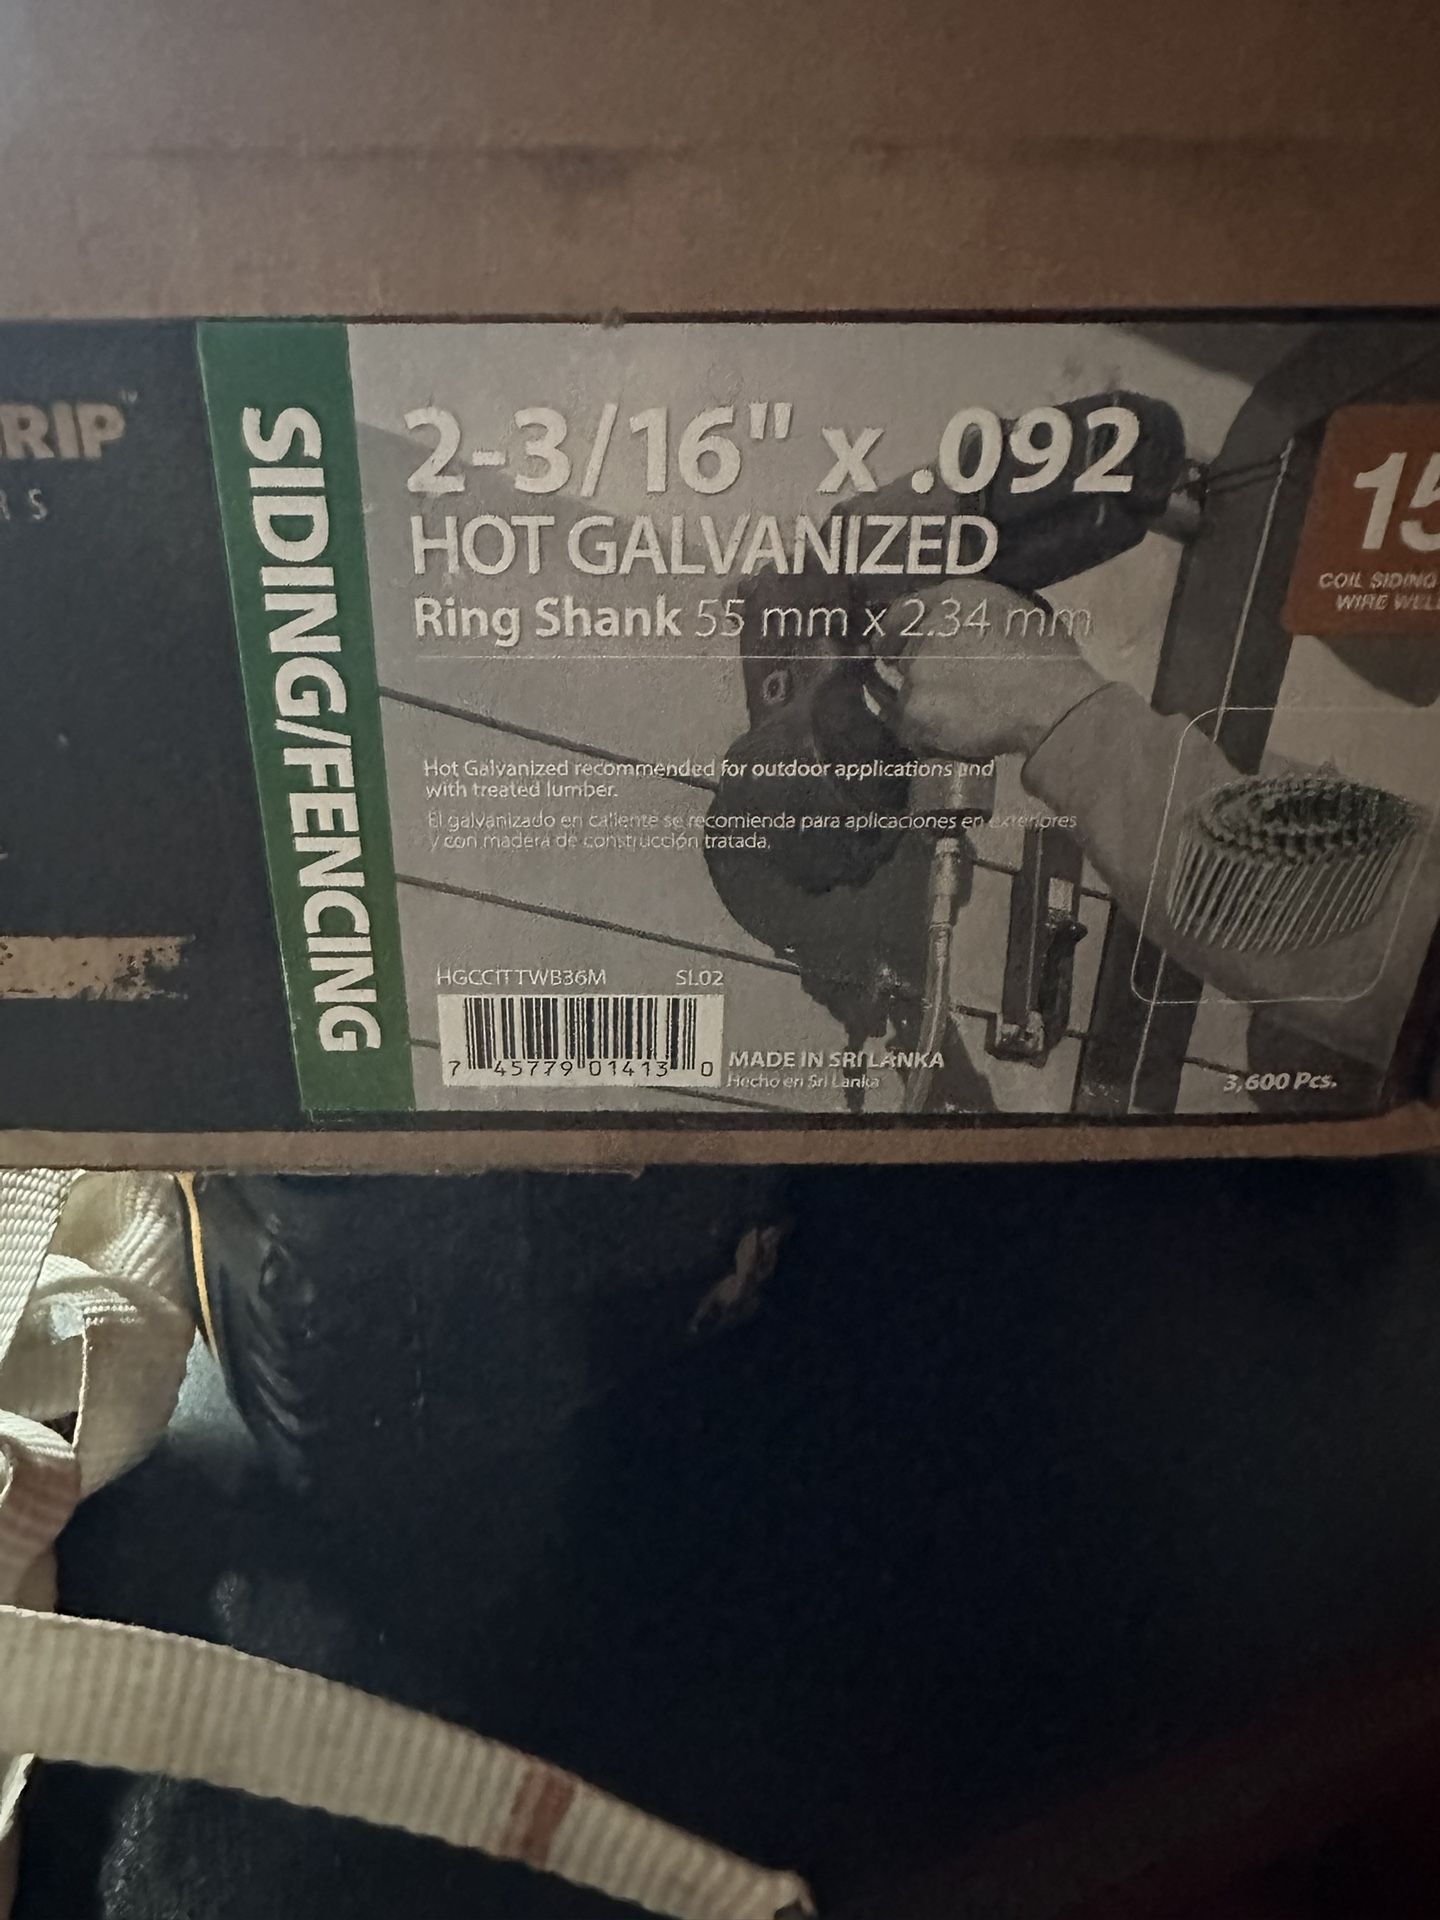 RIP™
RS
SIDING/FENCING
2-3/16" x .092
HOT GALVANIZED
Ring Shank 55 mm x 2.34 mm
Hot Galvanized recommended for outdoor applications and
with treated lumber.
El galvanizado en caliente se recomienda para aplicaciones en exteriores
y con madera de construcción tratada.
HGCCITTWB36M SL02
7 45779 01413 0
MADE IN SRI LANKA
Hecho en Sri Lanka
15
COIL SIDING
WIRE WEL
3,600 Pcs.